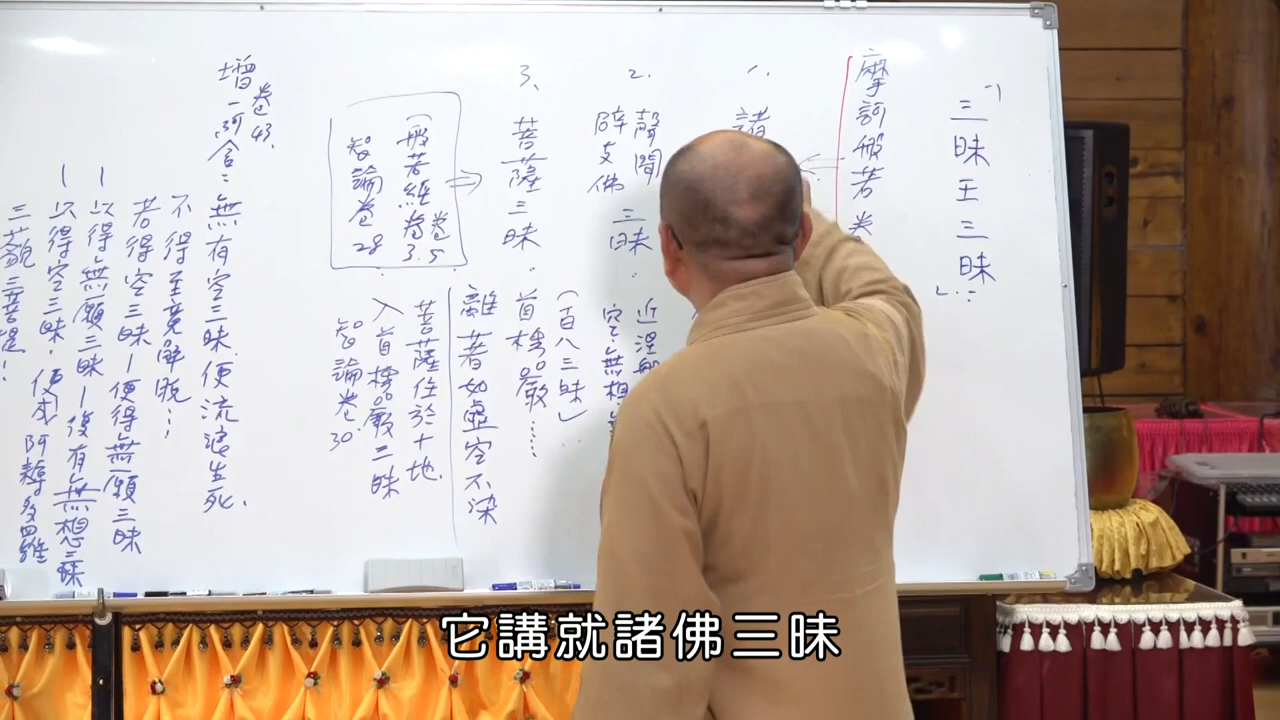 「三昧王三昧」:
摩訶般若 卷
1. 諸
2. 聲聞
辟支佛 三昧:
近涅槃
空、無想、
3、菩薩三昧.
(百八三昧)
首楞嚴……
(般若經卷
卷3.5
智論卷28
離著如虛空不染
菩薩住於十地.
入首楞嚴三昧
智論卷30.
增一阿含: 卷43.
無有空三昧.便流浪生死.
不得至竟解脫…
若得空三昧-便得無願三昧
-以得無願三昧-後有無想三昧
-以得空三昧.便成阿耨多羅
三藐三菩提!
它講就諸佛三昧